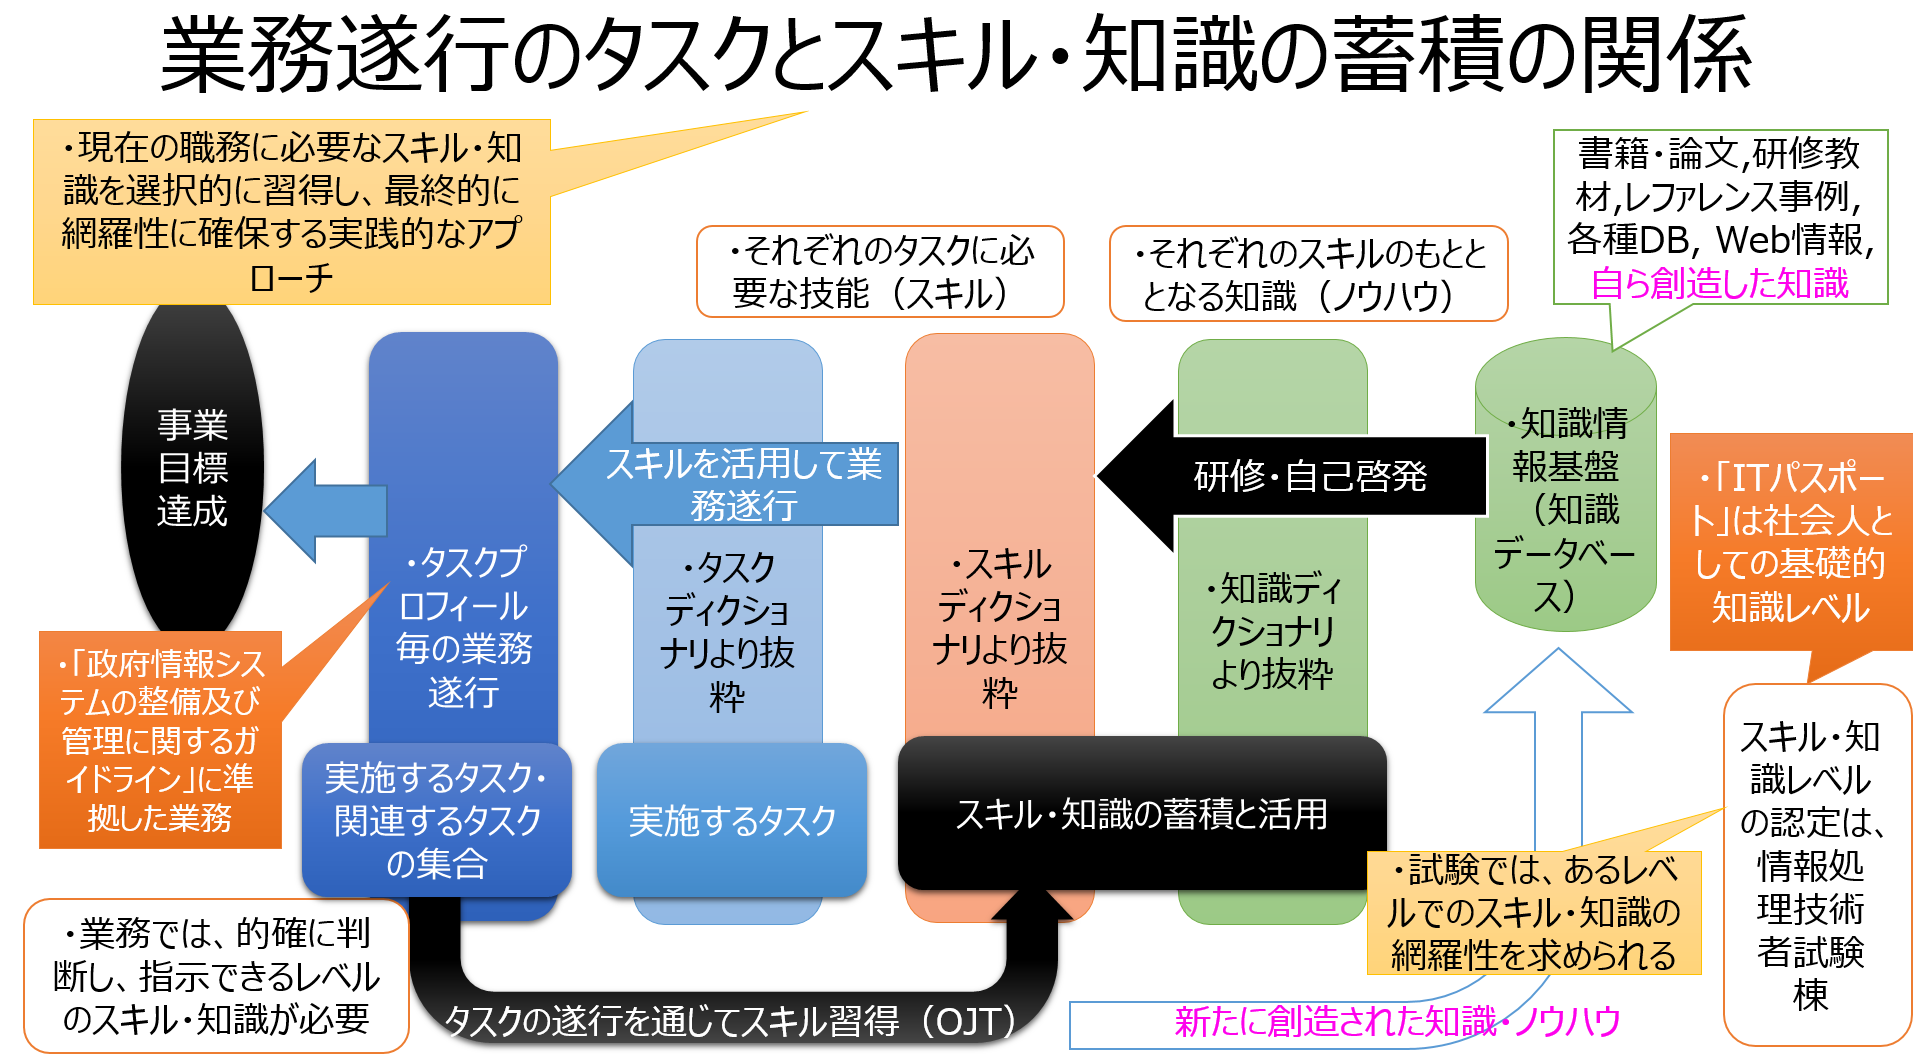 業務遂行のタスクとスキル・知識の蓄積の関係
・現在の職務に必要なスキル・知
識を選択的に習得し、最終的に
網羅性に確保する実践的なアプ
ローチ
・それぞれのタスクに必
要な技能（スキル）
・それぞれのスキルのもとと
となる知識（ノウハウ）
書籍・論文,研修教
材,レファレンス事例,
各種DB, Web情報,
自ら創造した知識
事業
目標
達成
・タスクプ
ロフィール
毎の業務
遂行
スキルを活用して業
務遂行
・タスク
ディクショ
ナリより抜
粋
・スキル
ディクショ
ナリより抜
粋
研修・自己啓発
・知識ディ
クショナリ
より抜粋
・知識情
報基盤
（知識
データベー
ス）
・「ITパスポー
ト」は社会人と
しての基礎的
知識レベル
・「政府情報シス
テムの整備及び
管理に関するガ
イドライン」に準
拠した業務
実施するタスク・
関連するタスク
の集合
実施するタスク
スキル・知識の蓄積と活用
スキル・知
識レベル
の認定は、
情報処
理技術
者試験
棟
・試験では、あるレベ
ルでのスキル・知識の
網羅性を求められる
・業務では、的確に判
断し、指示できるレベル
のスキル・知識が必要
タスクの遂行を通じてスキル習得（OJT）
新たに創造された知識・ノウハウ